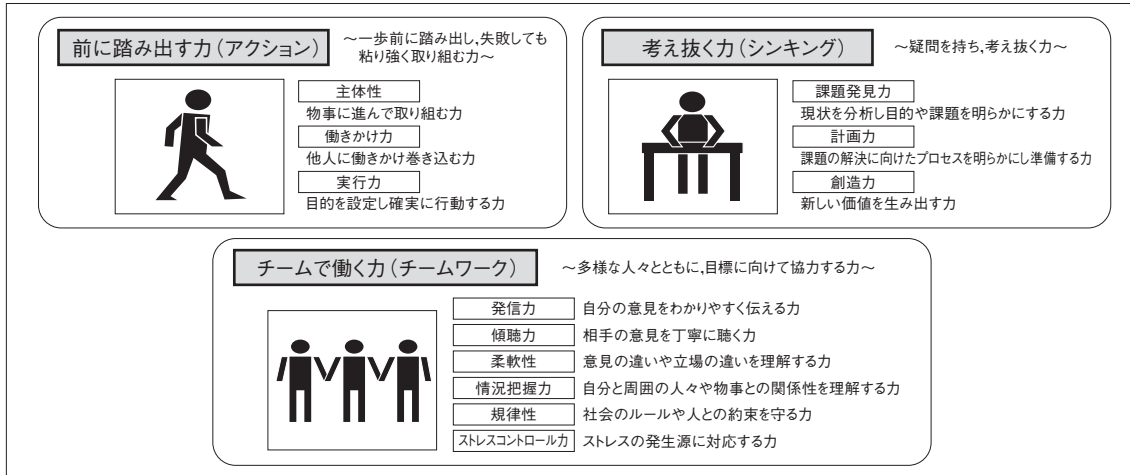 前に踏み出す力（アクション）
～一歩前に踏み出し,失敗しても
粘り強く取り組む力～
主体性
物事に進んで取り組む力
働きかけ力
他人に働きかけ巻き込む力
実行力
目的を設定し確実に行動する力
考え抜く力（シンキング）
～疑問を持ち,考え抜く力～
課題発見力
現状を分析し目的や課題を明らかにする力
計画力
課題の解決に向けたプロセスを明らかにし準備する力
創造力
新しい価値を生み出す力
チームで働く力（チームワーク）
～多様な人々とともに,目標に向けて協力する力～
発信力 自分の意見をわかりやすく伝える力
傾聴力 相手の意見を丁寧に聴く力
柔軟性 意見の違いや立場の違いを理解する力
情況把握力 自分と周囲の人々や物事との関係性を理解する力
規律性 社会のルールや人との約束を守る力
ストレスコントロール力 ストレスの発生源に対応する力